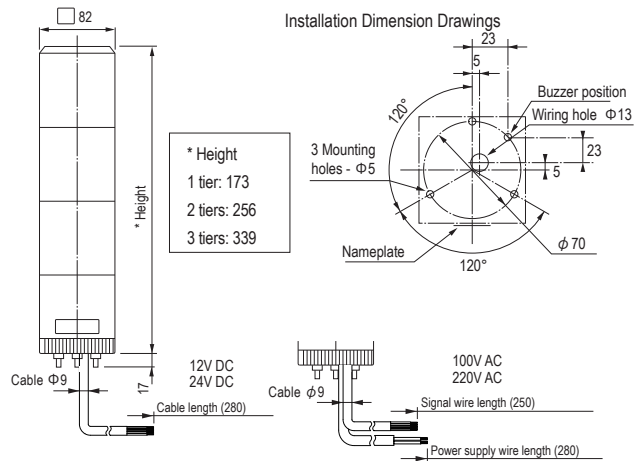 82
* Height
17
Cable Φ9
12V DC
24V DC
Cable length (280)
* Height
1 tier: 173
2 tiers: 256
3 tiers: 339
Installation Dimension Drawings
23
5
120°
Buzzer position
Wiring hole Φ13
3 Mounting
holes - Φ5
23
5
Nameplate
φ 70
120°
100V AC
220V AC
Cable φ9
Signal wire length (250)
Power supply wire length (280)